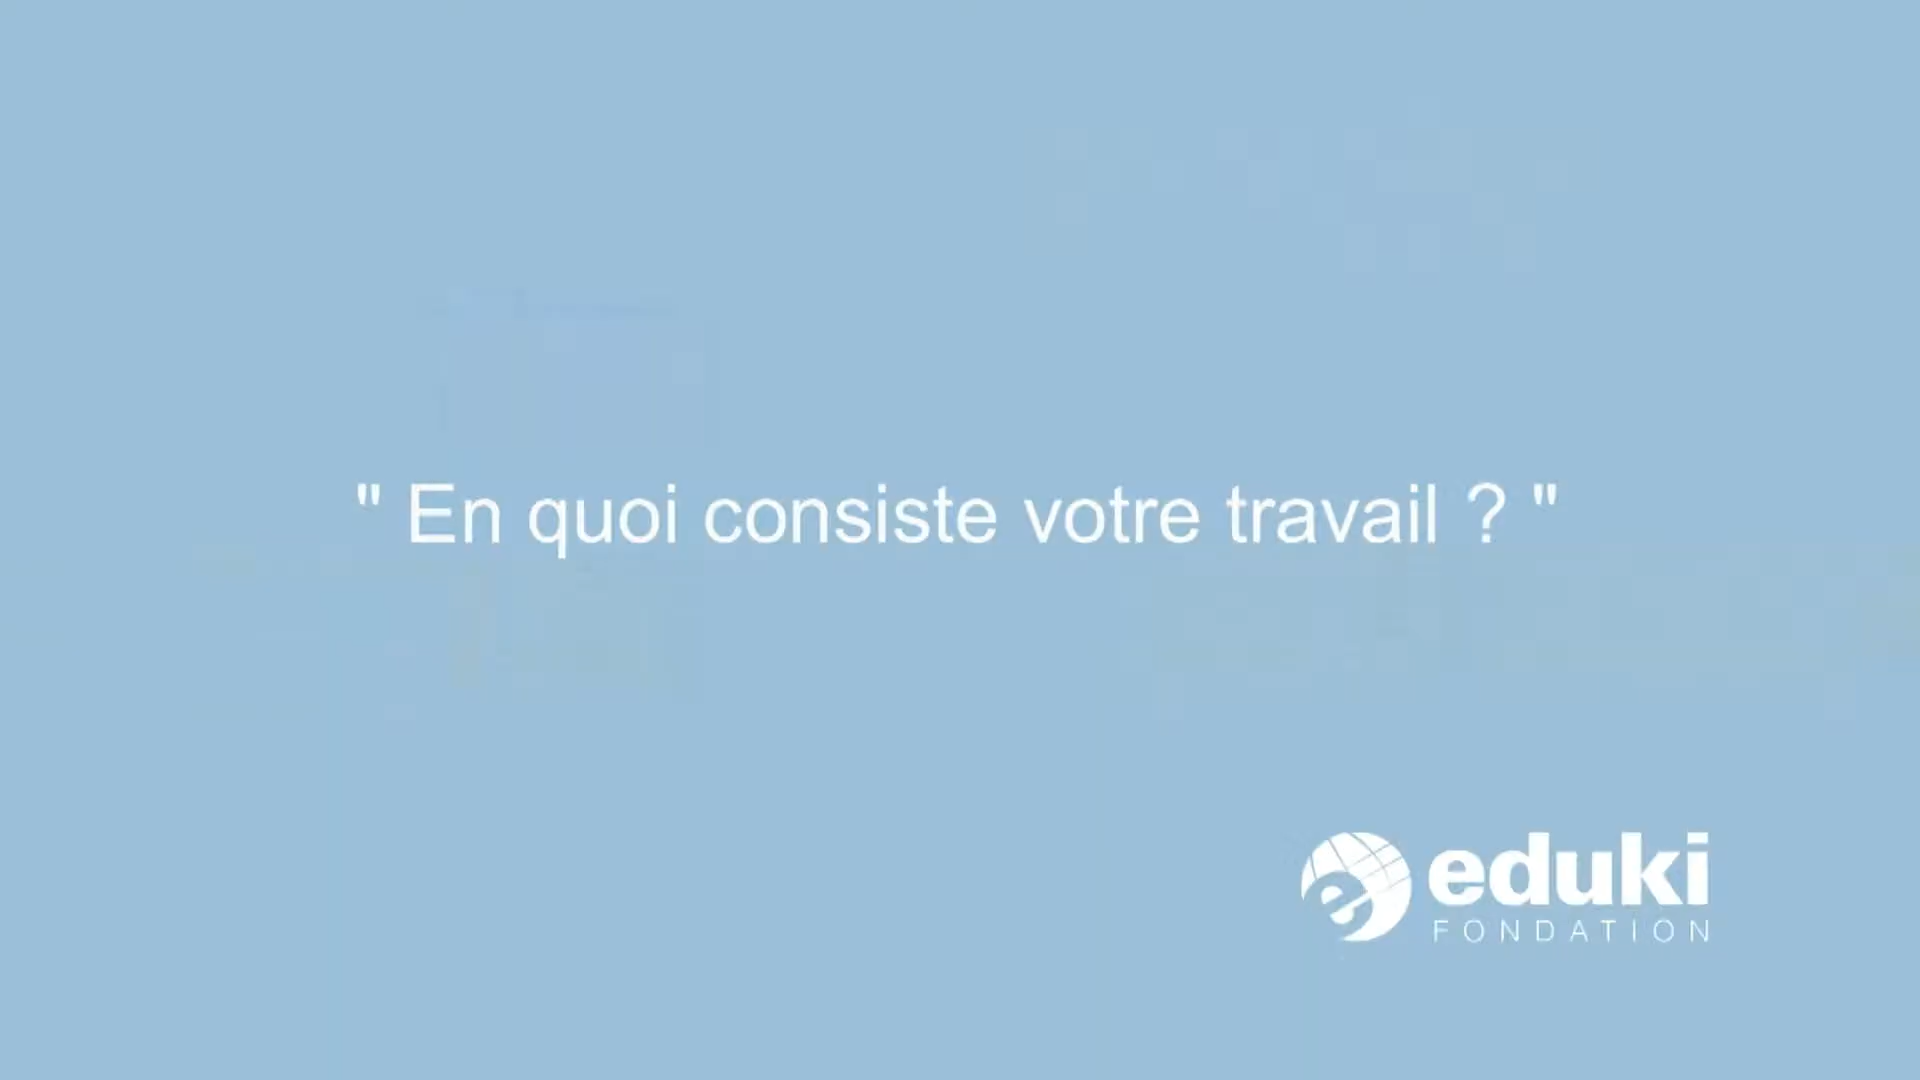 " En quoi consiste votre travail ? "
eduki
FONDATION